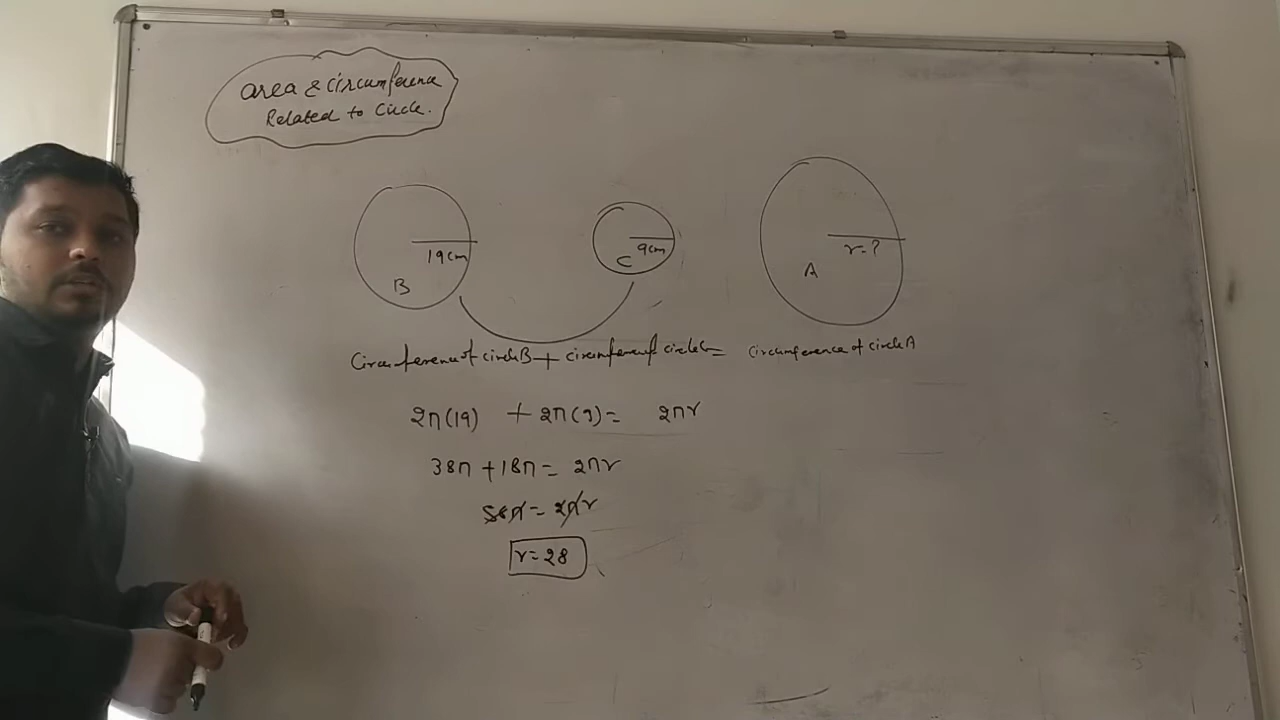 area & circumference
Related to Circle.
19cm
B
9cm
C
r=?
A
Circumference of circle B + circumference of circle C = circumference of circle A
2π(19) + 2π(9) = 2πr
38π + 18π = 2πr
56π = 2πr
r=28